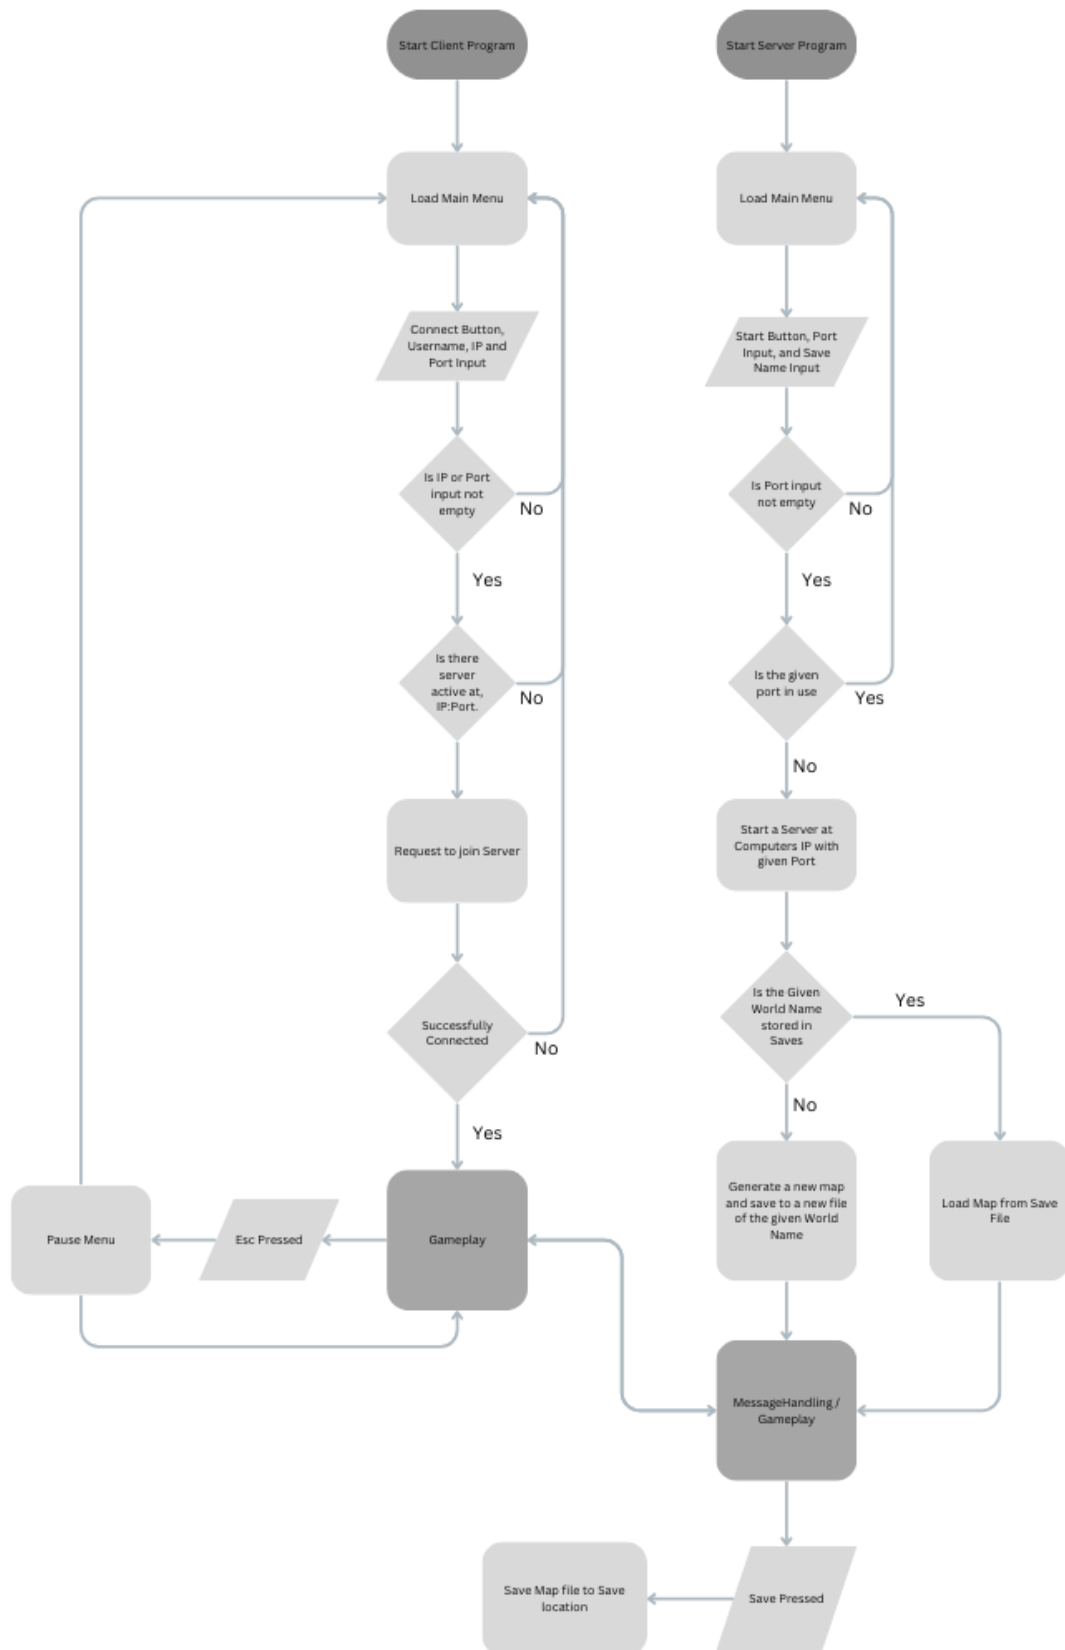 Start Client Program
Start Server Program
Load Main Menu
Load Main Menu
Connect Button,
Username, IP and
Port Input
Start Button, Port
Input, and Save
Name Input
Is IP or Port
input not
empty
No
Is Port input
not empty
No
Yes
Yes
Is there
server
active at,
IP:Port.
No
Is the given
port in use
Yes
No
Request to join Server
Start a Server at
Computers IP with
given Port
Successfully
Connected
No
Is the Given
World Name
stored in
Saves
Yes
No
Yes
Pause Menu
Esc Pressed
Gameplay
Generate a new map
and save to a new file
of the given World
Name
Load Map from Save
File
MessageHandling /
Gameplay
Save Map file to Save
location
Save Pressed